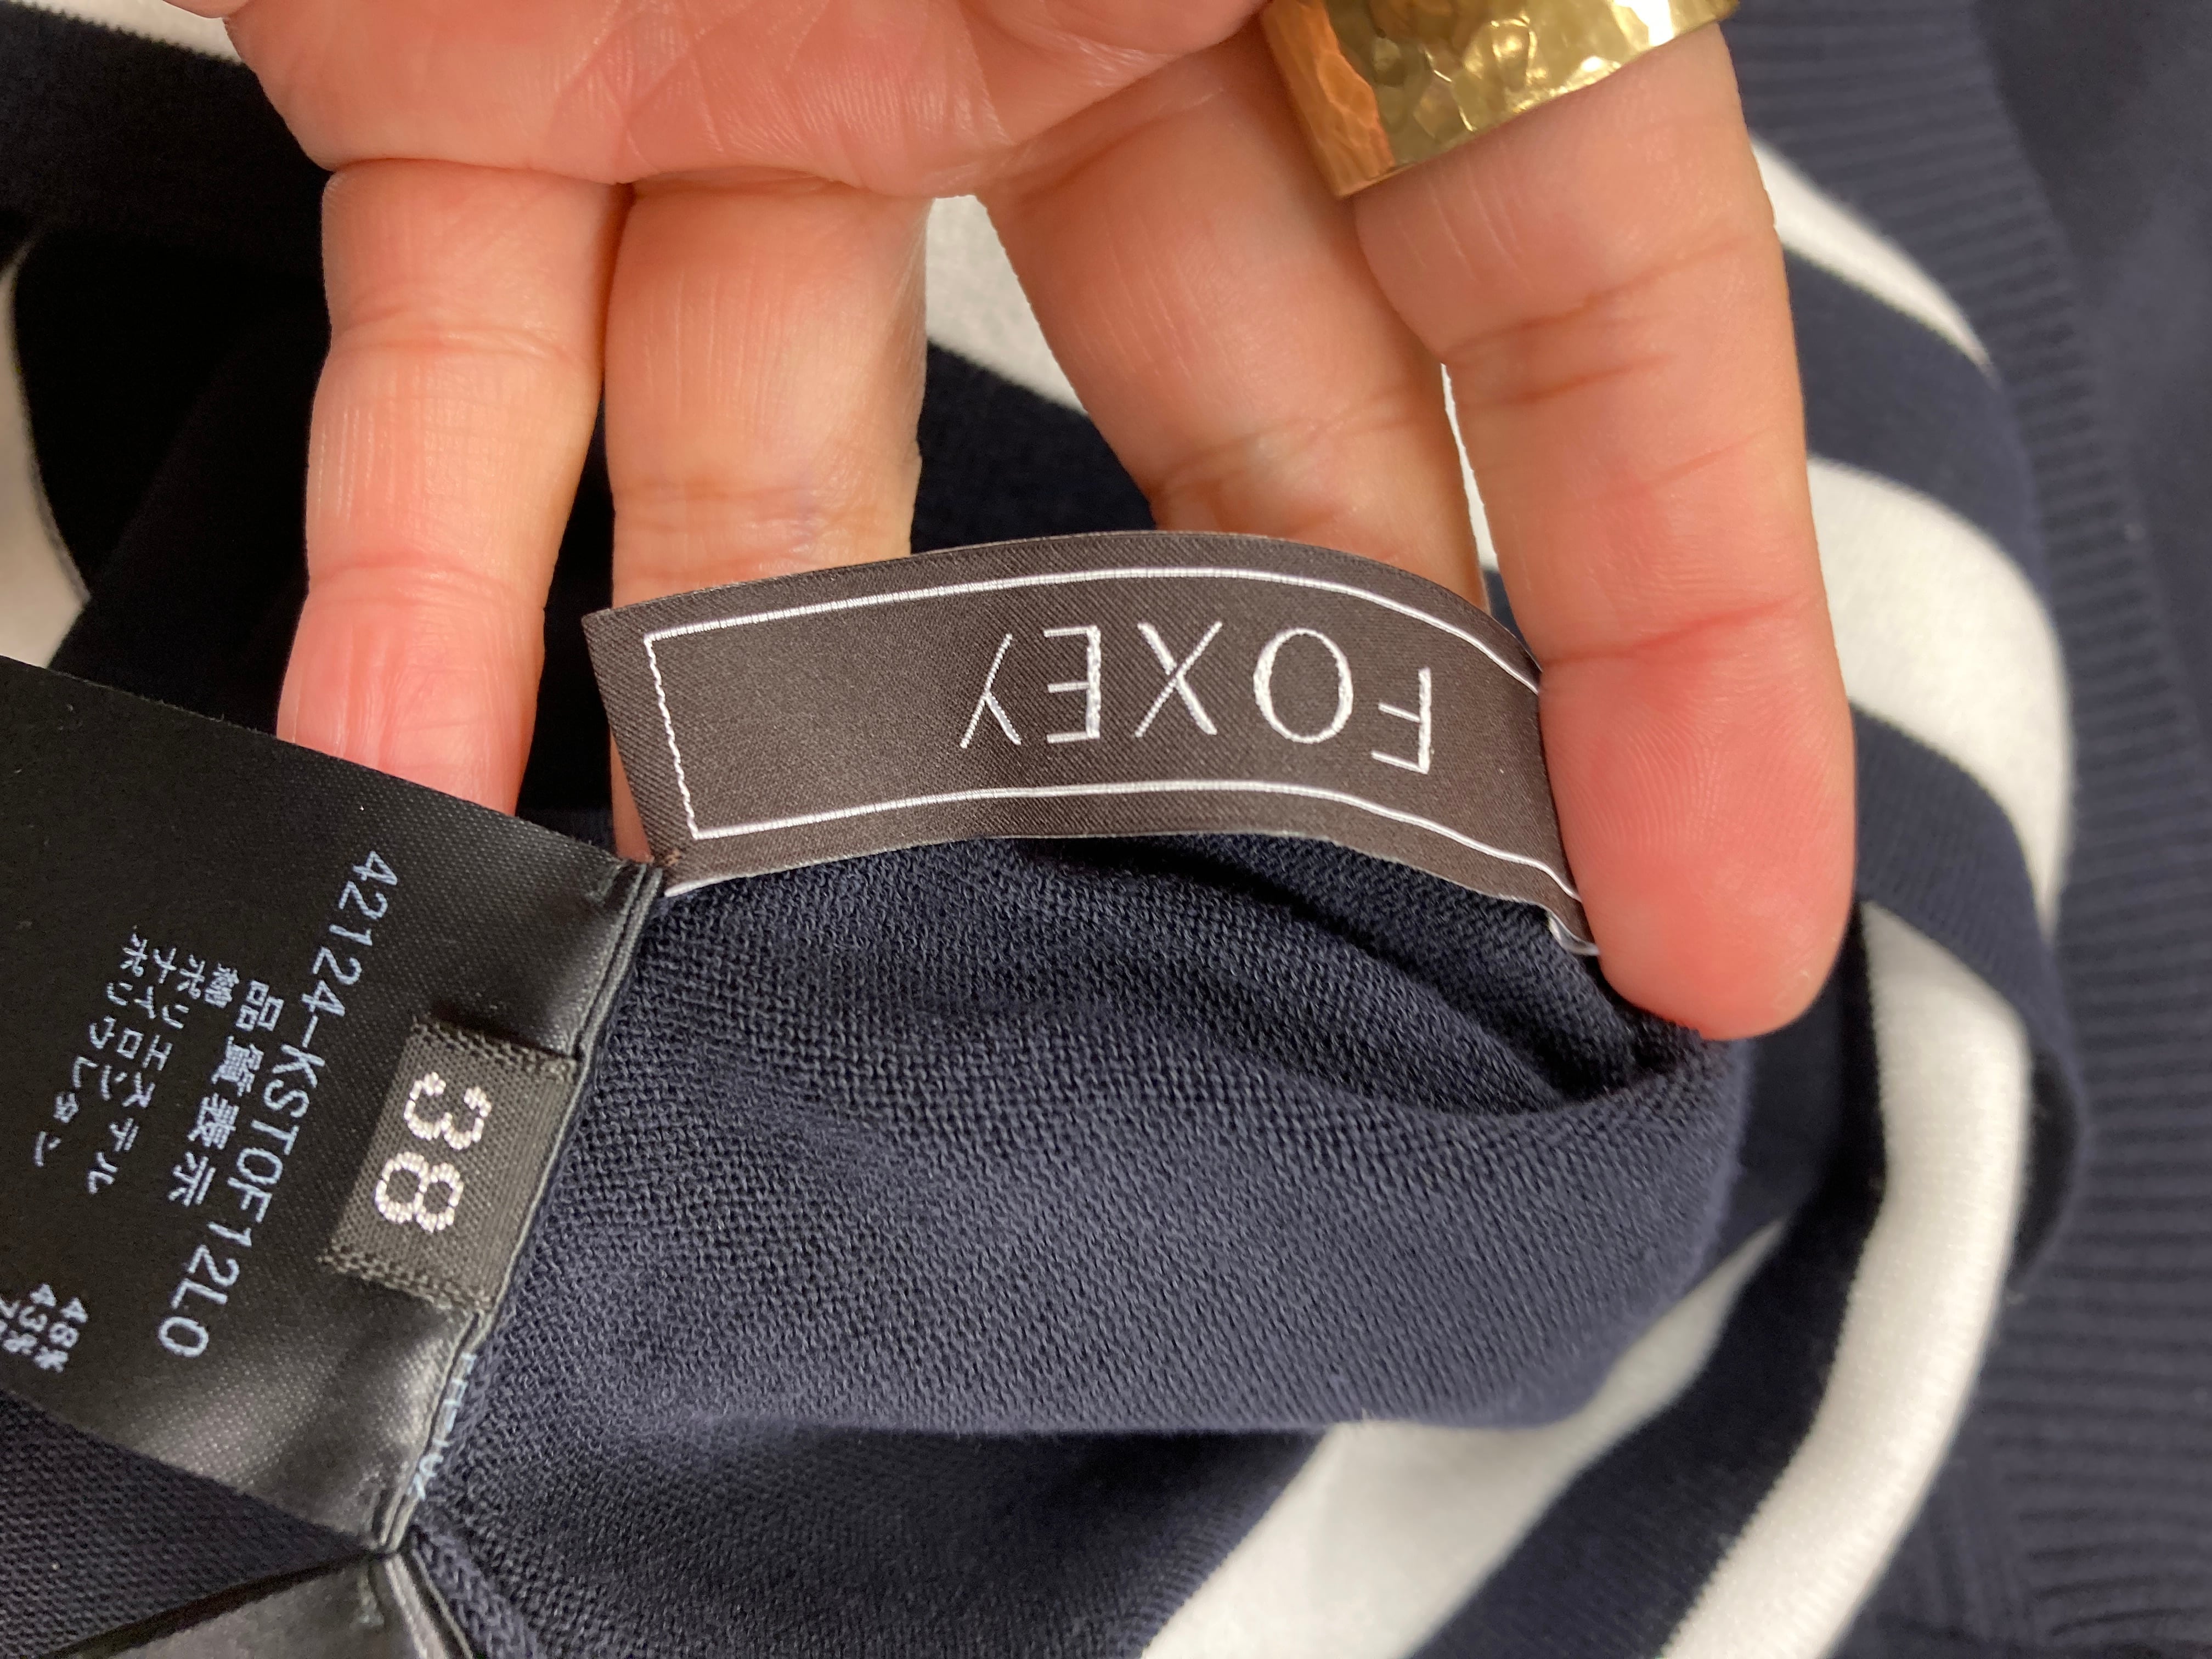 FOXEY
38
42124-KSTOF12LO
品質表示
綿 48%
ポリエステル 43%
ナイロン
ポリウレタン